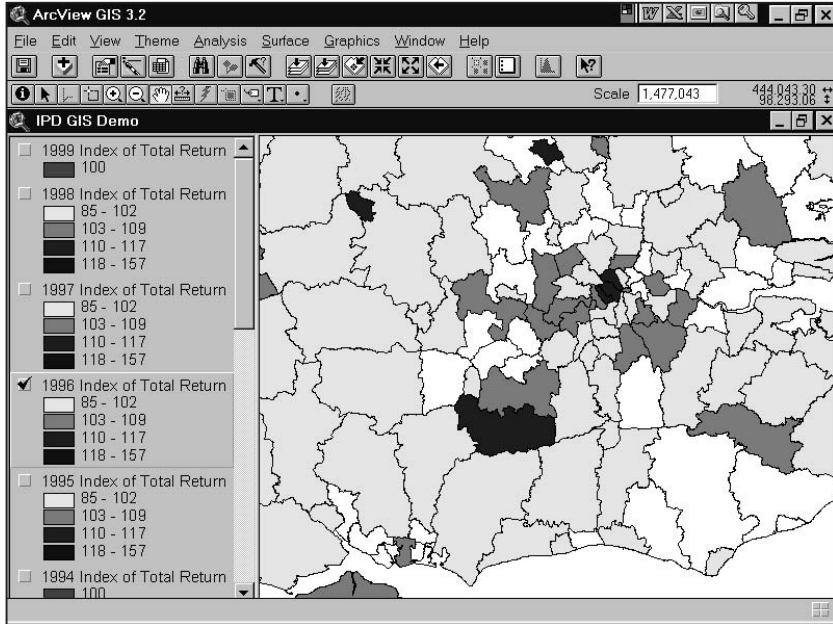 ArcView GIS 3.2
File Edit View Theme Analysis Surface Graphics Window Help
Scale 1,477,043 444,043.30
98,293.06
IPD GIS Demo
1999 Index of Total Return
100
1998 Index of Total Return
85 - 102
103 - 109
110 - 117
118 - 157
1997 Index of Total Return
85 - 102
103 - 109
110 - 117
118 - 157
1996 Index of Total Return
85 - 102
103 - 109
110 - 117
118 - 157
1995 Index of Total Return
85 - 102
103 - 109
110 - 117
118 - 157
1994 Index of Total Return
100